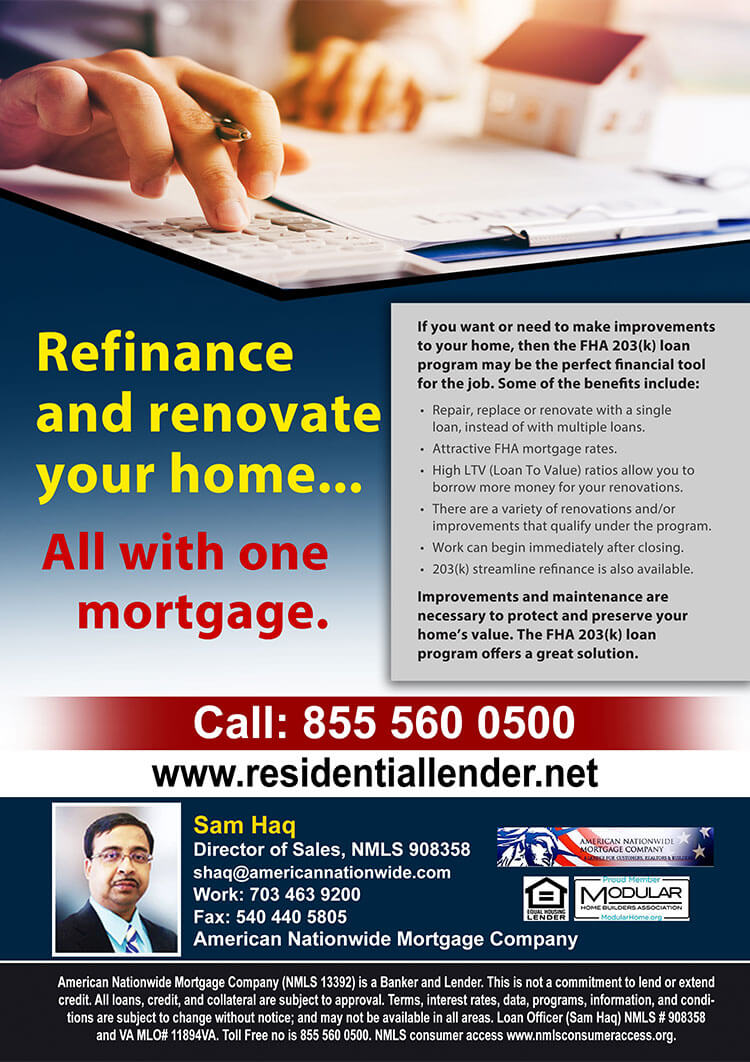 Refinance
and renovate
your home...
All with one
mortgage.
If you want or need to make improvements
to your home, then the FHA 203(k) loan
program may be the perfect financial tool
for the job. Some of the benefits include:
• Repair, replace or renovate with a single
loan, instead of with multiple loans.
• Attractive FHA mortgage rates.
• High LTV (Loan To Value) ratios allow you to
borrow more money for your renovations.
• There are a variety of renovations and/or
improvements that qualify under the program.
• Work can begin immediately after closing.
• 203(k) streamline refinance is also available.
Improvements and maintenance are
necessary to protect and preserve your
home’s value. The FHA 203(k) loan
program offers a great solution.
Call: 855 560 0500
www.residentiallender.net
Sam Haq
Director of Sales, NMLS 908358
shaq@americannationwide.com
Work: 703 463 9200
Fax: 540 440 5805
American Nationwide Mortgage Company
AMERICAN NATIONWIDE
MORTGAGE COMPANY
A LENDER FOR CUSTOMERS, REALTORS & BUILDERS
EQUAL HOUSING
LENDER
Proud Member
MODULAR
HOME BUILDERS ASSOCIATION
ModularHome.org
American Nationwide Mortgage Company (NMLS 13392) is a Banker and Lender. This is not a commitment to lend or extend
credit. All loans, credit, and collateral are subject to approval. Terms, interest rates, data, programs, information, and condi-
tions are subject to change without notice; and may not be available in all areas. Loan Officer (Sam Haq) NMLS # 908358
and VA MLO# 11894VA. Toll Free no is 855 560 0500. NMLS consumer access www.nmlsconsumeraccess.org.